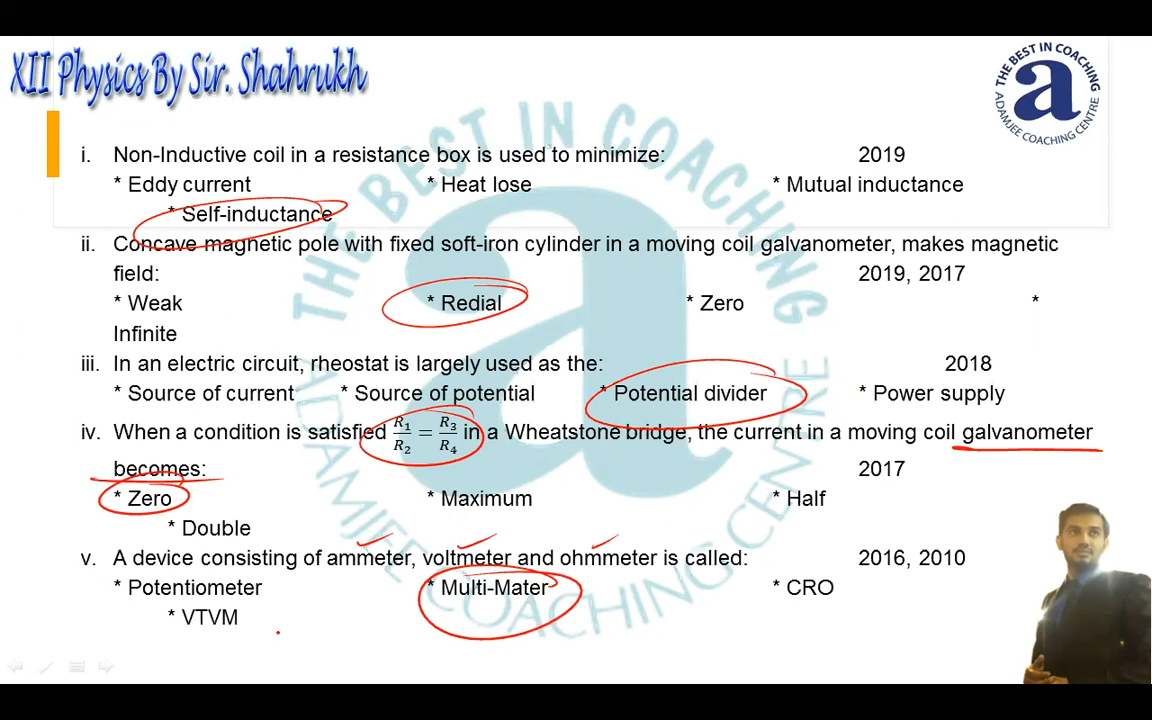 XII Physics By Sir. Shahrukh
THE BEST IN COACHING
a
ADAMJEE COACHING CENTRE
i. Non-Inductive coil in a resistance box is used to minimize: 2019
* Eddy current * Heat lose * Mutual inductance
* Self-inductance
ii. Concave magnetic pole with fixed soft-iron cylinder in a moving coil galvanometer, makes magnetic
field: 2019, 2017
* Weak * Redial * Zero *
Infinite
iii. In an electric circuit, rheostat is largely used as the: 2018
* Source of current * Source of potential * Potential divider * Power supply
iv. When a condition is satisfied R₁/R₂ = R₃/R₄ in a Wheatstone bridge, the current in a moving coil galvanometer
becomes: 2017
* Zero * Maximum * Half
* Double
v. A device consisting of ammeter, voltmeter and ohmmeter is called: 2016, 2010
* Potentiometer * Multi-Mater * CRO
* VTVM
THE BEST IN COACHING
a
COACHING CENTRE